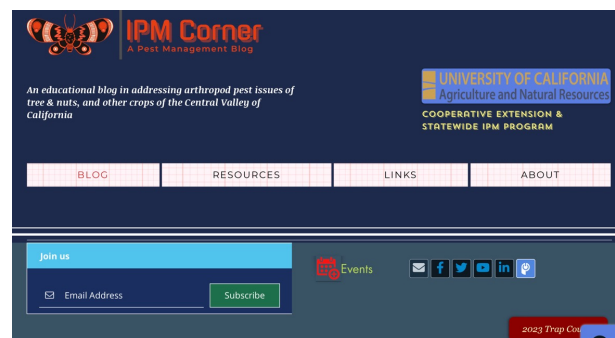 IPM Corner
A Pest Management Blog
An educational blog in addressing arthropod pest issues of
tree & nuts, and other crops of the Central Valley of
California
UNIVERSITY OF CALIFORNIA
Agriculture and Natural Resources
COOPERATIVE EXTENSION &
STATEWIDE IPM PROGRAM
BLOG RESOURCES LINKS ABOUT
Join us
Events
Email Address Subscribe
2023 Trap